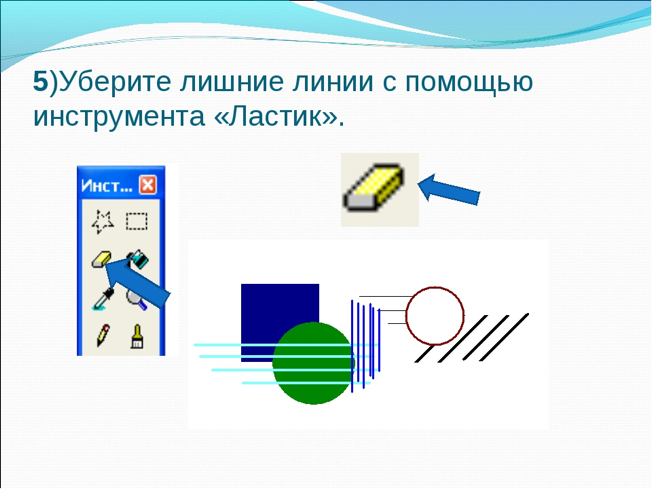 5)Уберите лишние линии с помощью
инструмента «Ластик».
Инст...